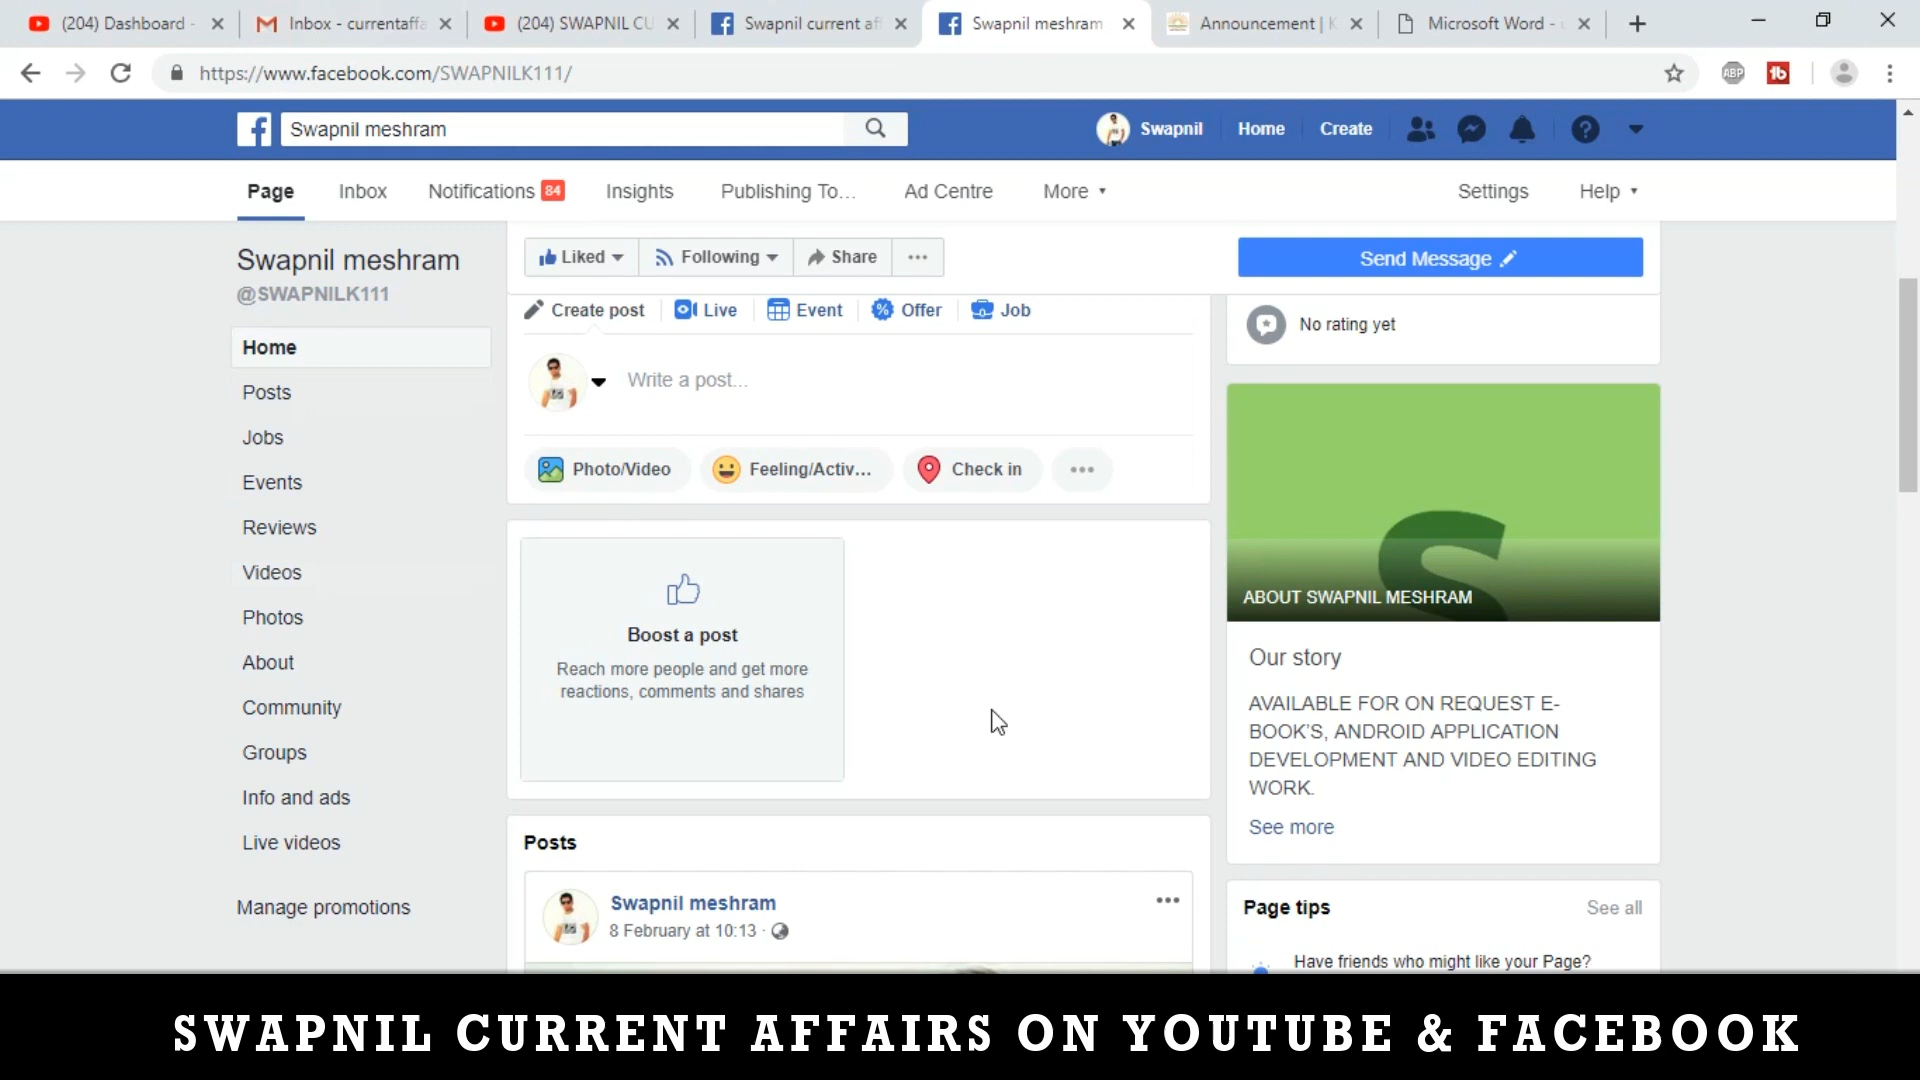 (204) Dashboard -
Inbox - currentaffa
(204) SWAPNIL CU
Swapnil current af
Swapnil meshram
Announcement | K
Microsoft Word -
https://www.facebook.com/SWAPNILK111/
ABP
Swapnil meshram
Swapnil
Home
Create
Page
Inbox
Notifications 84
Insights
Publishing To...
Ad Centre
More
Settings
Help
Swapnil meshram
@SWAPNILK111
Home
Posts
Jobs
Events
Reviews
Videos
Photos
About
Community
Groups
Info and ads
Live videos
Manage promotions
Liked
Following
Share
Send Message
Create post
Live
Event
Offer
Job
Write a post...
Photo/Video
Feeling/Activ...
Check in
Boost a post
Reach more people and get more
reactions, comments and shares
Posts
Swapnil meshram
8 February at 10:13 ·
No rating yet
S
ABOUT SWAPNIL MESHRAM
Our story
AVAILABLE FOR ON REQUEST E-
BOOK'S, ANDROID APPLICATION
DEVELOPMENT AND VIDEO EDITING
WORK.
See more
Page tips
See all
Have friends who might like your Page?
SWAPNIL CURRENT AFFAIRS ON YOUTUBE & FACEBOOK